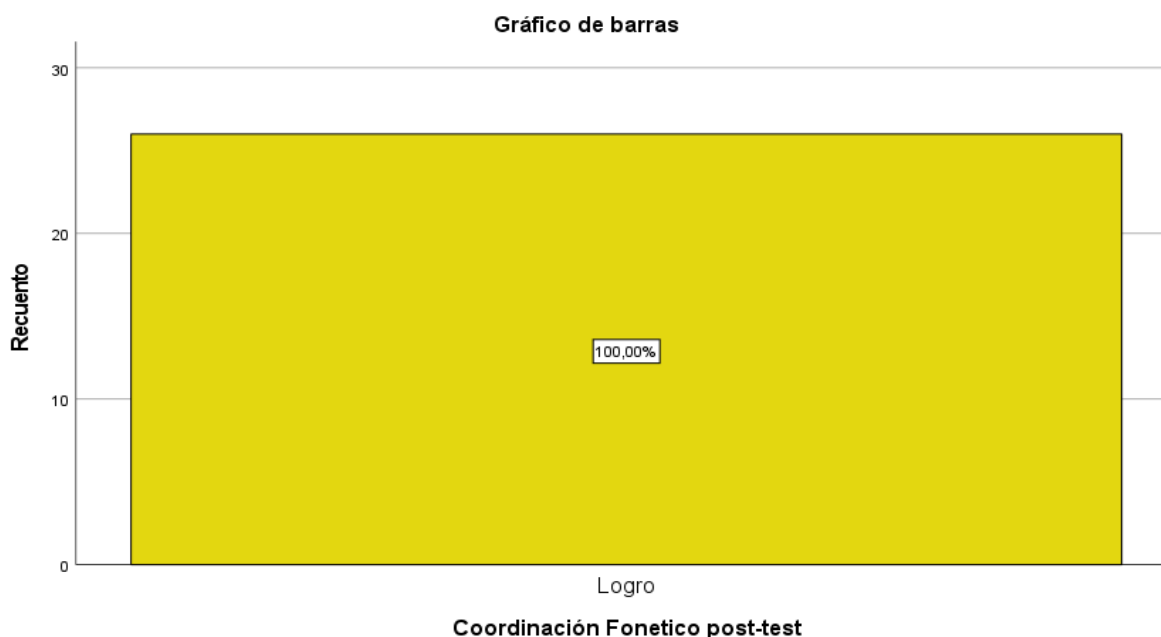 Gráfico de barras
30
20
10
0
Recuento
100,00%
Logro
Coordinación Fonetico post-test